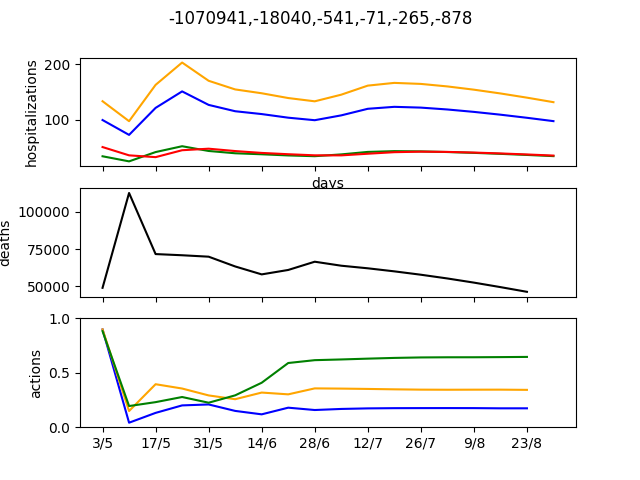 -1070941,-18040,-541,-71,-265,-878
200
100
hospitalizations
days
100000
75000
50000
deaths
1.0
0.5
0.0
actions
3/5 17/5 31/5 14/6 28/6 12/7 26/7 9/8 23/8